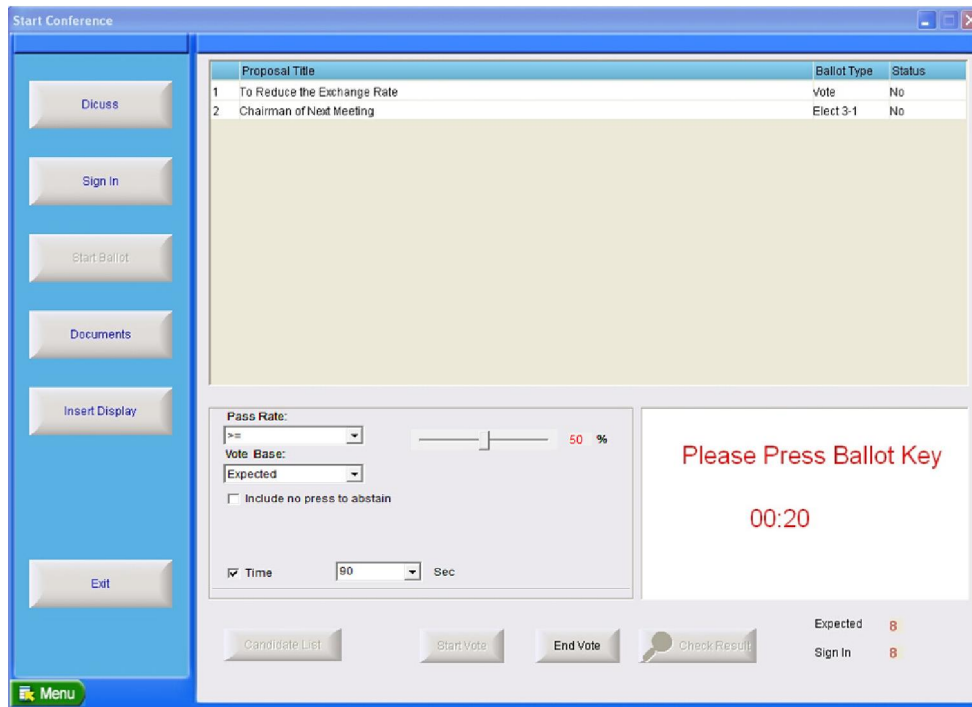 Start Conference
Dicuss
Sign In
Start Ballot
Documents
Insert Display
Exit
Menu
Proposal Title Ballot Type Status
1 To Reduce the Exchange Rate Vote No
2 Chairman of Next Meeting Elect 3-1 No
Pass Rate:
>=
50 %
Vote Base:
Expected
Include no press to abstain
Time 90 Sec
Please Press Ballot Key
00:20
Candidate List Start Vote End Vote Check Result
Expected 8
Sign In 8